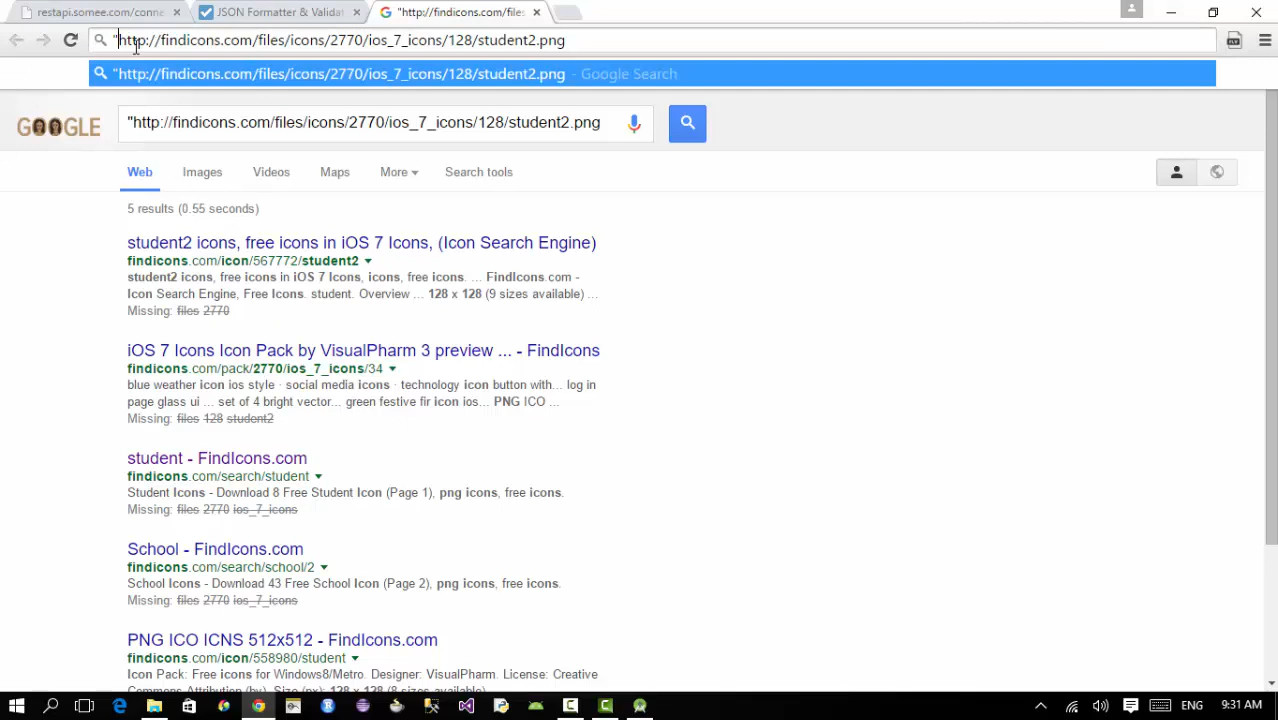 restapi.somee.com/conne
JSON Formatter & Validat
"http://findicons.com/files
"http://findicons.com/files/icons/2770/ios_7_icons/128/student2.png
"http://findicons.com/files/icons/2770/ios_7_icons/128/student2.png - Google Search
GOOGLE
"http://findicons.com/files/icons/2770/ios_7_icons/128/student2.png
Web Images Videos Maps More Search tools
5 results (0.55 seconds)
student2 icons, free icons in iOS 7 Icons, (Icon Search Engine)
findicons.com/icon/567772/student2
student2 icons, free icons in iOS 7 Icons, icons, free icons. ... FindIcons.com -
Icon Search Engine, Free Icons. student. Overview ... 128 x 128 (9 sizes available) ...
Missing: files 2770
iOS 7 Icons Icon Pack by VisualPharm 3 preview ... - FindIcons
findicons.com/pack/2770/ios_7_icons/34
blue weather icon ios style · social media icons · technology icon button with... log in
page glass ui ... set of 4 bright vector... green festive fir icon ios... PNG ICO ...
Missing: files 128 student2
student - FindIcons.com
findicons.com/search/student
Student Icons - Download 8 Free Student Icon (Page 1), png icons, free icons.
Missing: files 2770 ios_7_icons
School - FindIcons.com
findicons.com/search/school/2
School Icons - Download 43 Free School Icon (Page 2), png icons, free icons.
Missing: files 2770 ios_7_icons
PNG ICO ICNS 512x512 - FindIcons.com
findicons.com/icon/558980/student
Icon Pack: Free icons for Windows8/Metro. Designer: VisualPharm. License: Creative
Commons Attribution (by). Size (px): 128 x 128 (8 sizes available)
ENG 9:31 AM